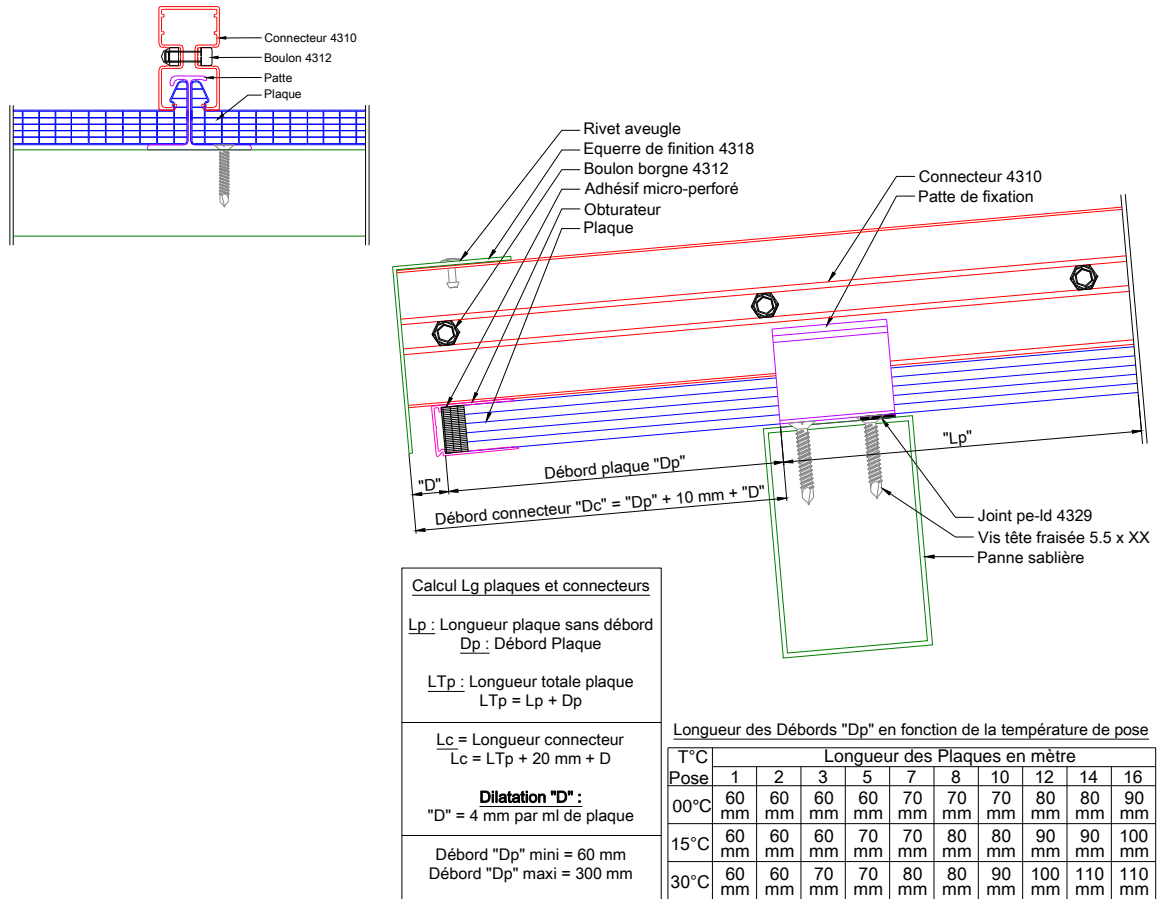 Connecteur 4310
Boulon 4312
Patte
Plaque
Rivet aveugle
Equerre de finition 4318
Boulon borgne 4312
Adhésif micro-perforé
Obturateur
Plaque
Connecteur 4310
Patte de fixation
"Lp"
Débord plaque "Dp"
"D"
Débord connecteur "Dc" = "Dp" + 10 mm + "D"
Joint pe-ld 4329
Vis tête fraisée 5.5 x XX
Panne sablière
Calcul Lg plaques et connecteurs
Lp : Longueur plaque sans débord
Dp : Débord Plaque
LTp : Longueur totale plaque
LTp = Lp + Dp
Lc = Longueur connecteur
Lc = LTp + 20 mm + D
Dilatation "D" :
"D" = 4 mm par ml de plaque
Débord "Dp" mini = 60 mm
Débord "Dp" maxi = 300 mm
Longueur des Débords "Dp" en fonction de la température de pose
T°C Longueur des Plaques en mètre
Pose 1 2 3 5 7 8 10 12 14 16
00°C 60 mm 60 mm 60 mm 60 mm 70 mm 70 mm 70 mm 80 mm 80 mm 90 mm
15°C 60 mm 60 mm 60 mm 70 mm 70 mm 80 mm 80 mm 90 mm 90 mm 100 mm
30°C 60 mm 60 mm 70 mm 70 mm 80 mm 80 mm 90 mm 100 mm 110 mm 110 mm